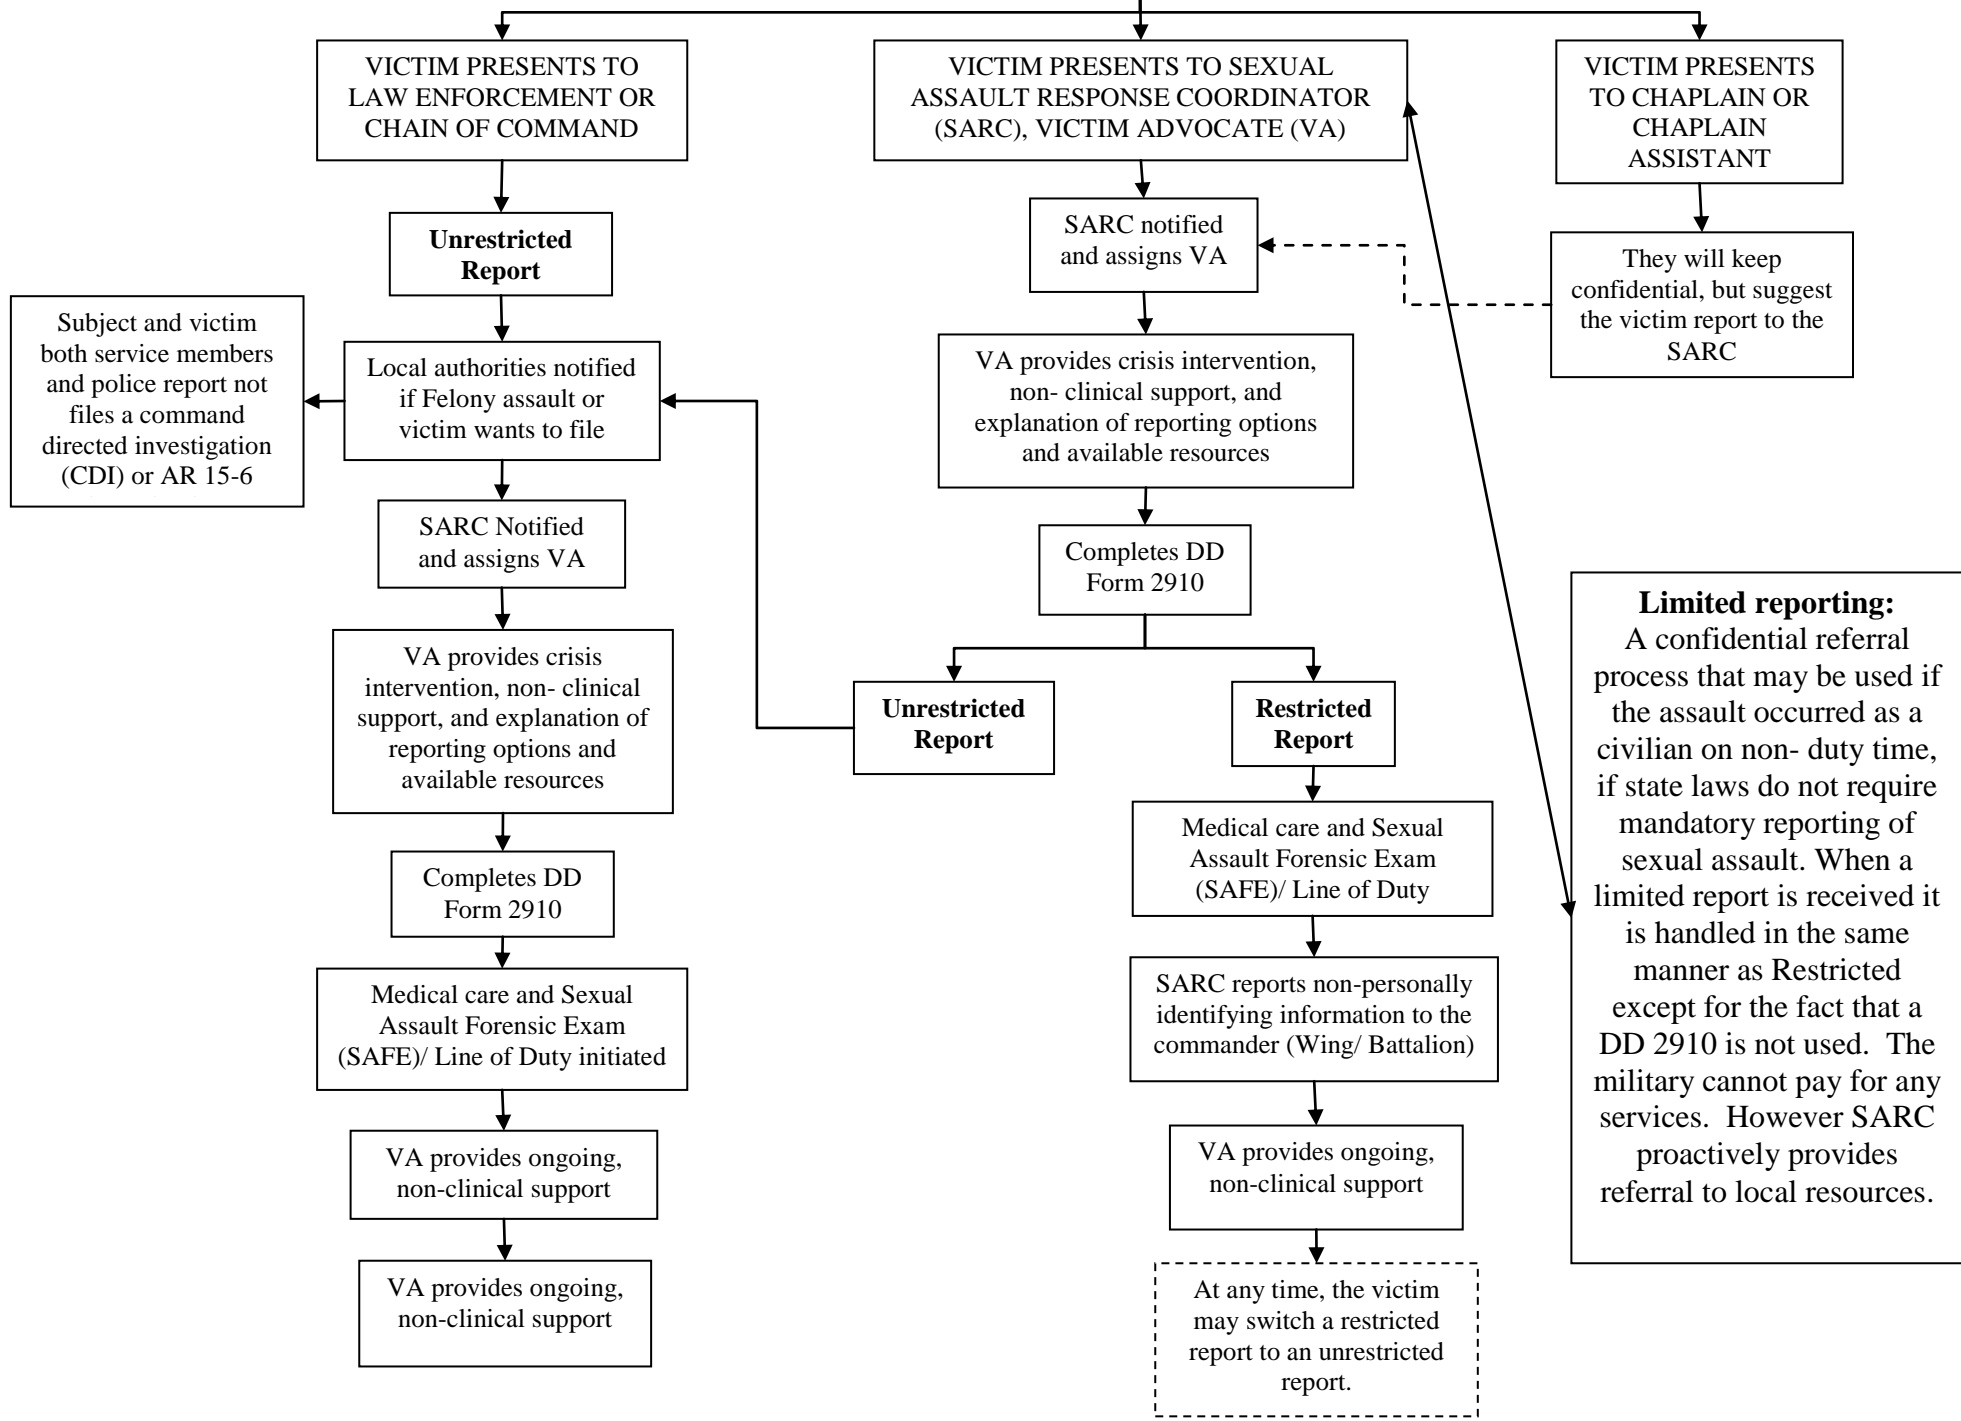 VICTIM PRESENTS TO
LAW ENFORCEMENT OR
CHAIN OF COMMAND
Unrestricted
Report
Subject and victim
both service members
and police report not
files a command
directed investigation
(CDI) or AR 15-6
Local authorities notified
if Felony assault or
victim wants to file
SARC Notified
and assigns VA
VA provides crisis
intervention, non- clinical
support, and explanation of
reporting options and
available resources
Completes DD
Form 2910
Medical care and Sexual
Assault Forensic Exam
(SAFE)/ Line of Duty initiated
VA provides ongoing,
non-clinical support
VA provides ongoing,
non-clinical support
VICTIM PRESENTS TO SEXUAL
ASSAULT RESPONSE COORDINATOR
(SARC), VICTIM ADVOCATE (VA)
SARC notified
and assigns VA
VA provides crisis intervention,
non- clinical support, and
explanation of reporting options
and available resources
Completes DD
Form 2910
Unrestricted
Report
Restricted
Report
Medical care and Sexual
Assault Forensic Exam
(SAFE)/ Line of Duty
SARC reports non-personally
identifying information to the
commander (Wing/ Battalion)
VA provides ongoing,
non-clinical support
At any time, the victim
may switch a restricted
report to an unrestricted
report.
VICTIM PRESENTS
TO CHAPLAIN OR
CHAPLAIN
ASSISTANT
They will keep
confidential, but suggest
the victim report to the
SARC
Limited reporting:
A confidential referral
process that may be used if
the assault occurred as a
civilian on non- duty time,
if state laws do not require
mandatory reporting of
sexual assault. When a
limited report is received it
is handled in the same
manner as Restricted
except for the fact that a
DD 2910 is not used.  The
military cannot pay for any
services.  However SARC
proactively provides
referral to local resources.